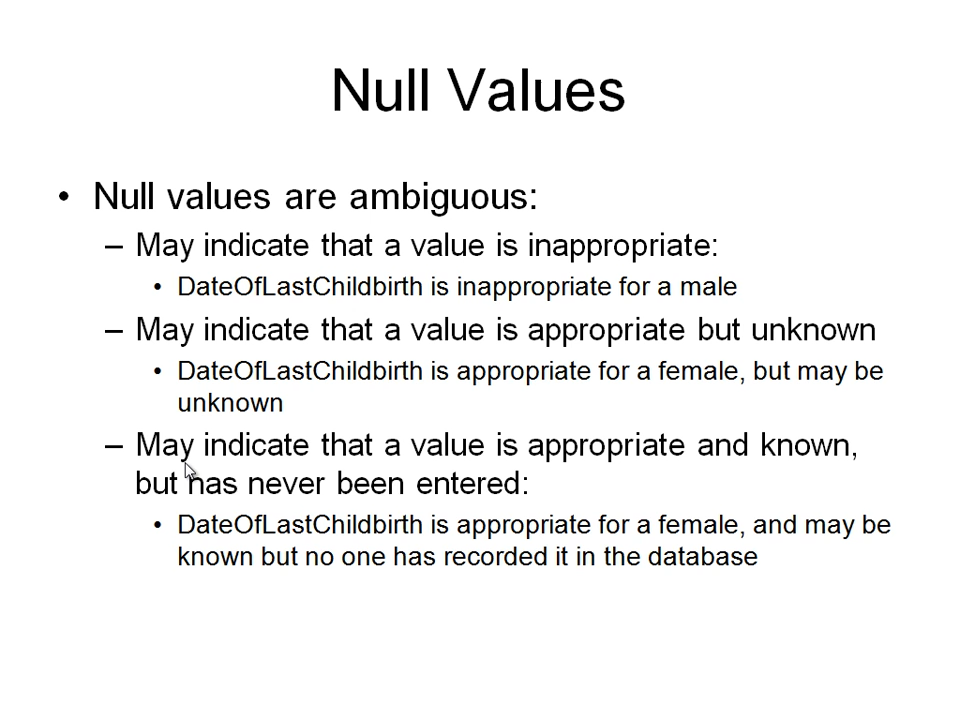 Null Values
• Null values are ambiguous:
– May indicate that a value is inappropriate:
• DateOfLastChildbirth is inappropriate for a male
– May indicate that a value is appropriate but unknown
• DateOfLastChildbirth is appropriate for a female, but may be
unknown
– May indicate that a value is appropriate and known,
but has never been entered:
• DateOfLastChildbirth is appropriate for a female, and may be
known but no one has recorded it in the database